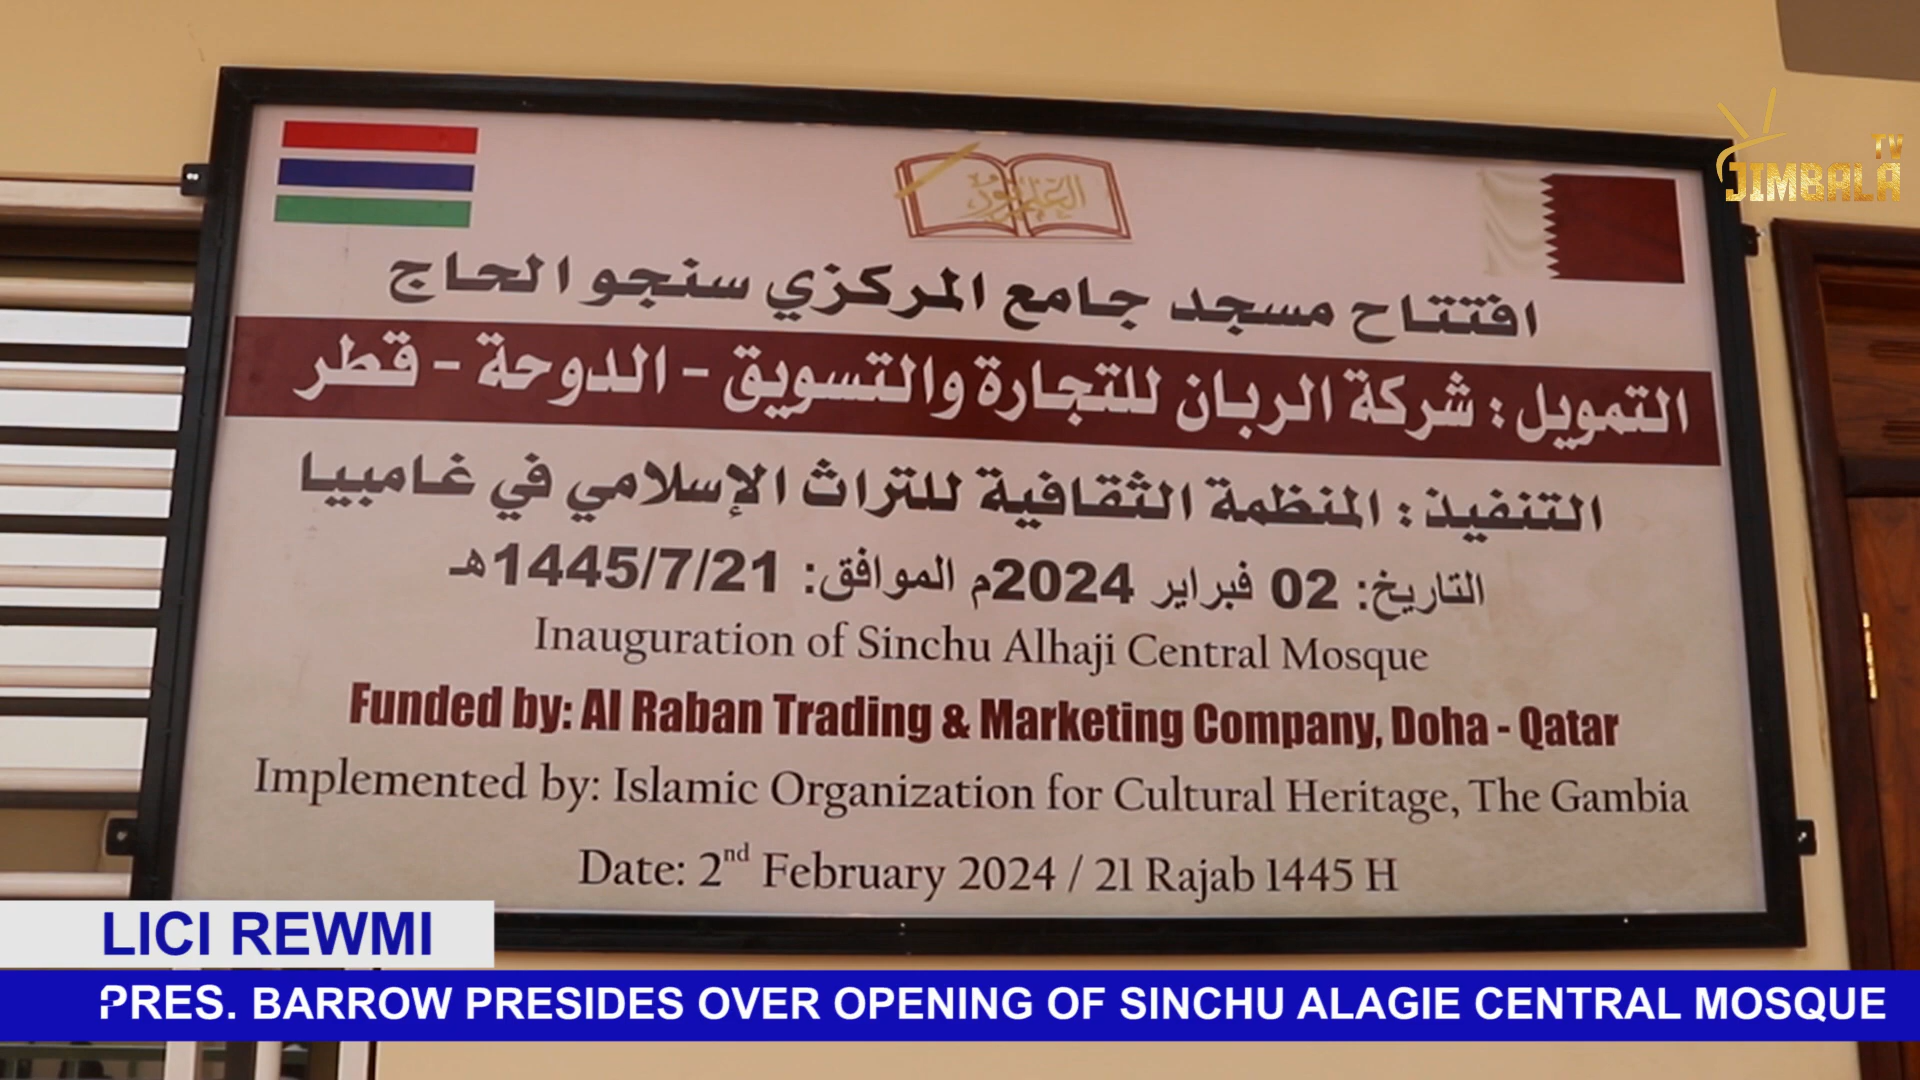 TV
JIMBALA
العلم نور
افتتاح مسجد جامع المركزي سنجو الحاج
التمويل : شركة الربان للتجارة والتسويق - الدوحة - قطر
التنفيذ : المنظمة الثقافية للتراث الإسلامي في غامبيا
التاريخ: 02 فبراير 2024م الموافق: 1445/7/21هـ
Inauguration of Sinchu Alhaji Central Mosque
Funded by: Al Raban Trading & Marketing Company, Doha - Qatar
Implemented by: Islamic Organization for Cultural Heritage, The Gambia
Date: 2nd February 2024 / 21 Rajab 1445 H
LICI REWMI
PRES. BARROW PRESIDES OVER OPENING OF SINCHU ALAGIE CENTRAL MOSQUE